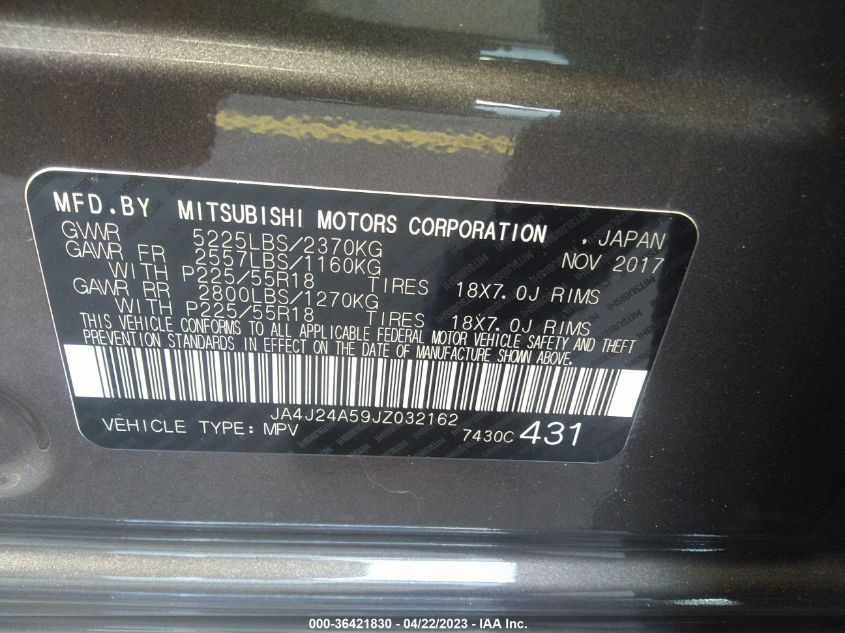 MFD.BY MITSUBISHI MOTORS CORPORATION , JAPAN
GVWR 5225LBS/2370KG NOV 2017
GAWR FR 2557LBS/1160KG
WITH P225/55R18 TIRES 18X7.0J RIMS
GAWR RR 2800LBS/1270KG
WITH P225/55R18 TIRES 18X7.0J RIMS
THIS VEHICLE CONFORMS TO ALL APPLICABLE FEDERAL MOTOR VEHICLE SAFETY AND THEFT
PREVENTION STANDARDS IN EFFECT ON THE DATE OF MANUFACTURE SHOWN ABOVE.
JA4J24A59JZ032162
VEHICLE TYPE: MPV 7430C 431
000-36421830 - 04/22/2023 - IAA Inc.